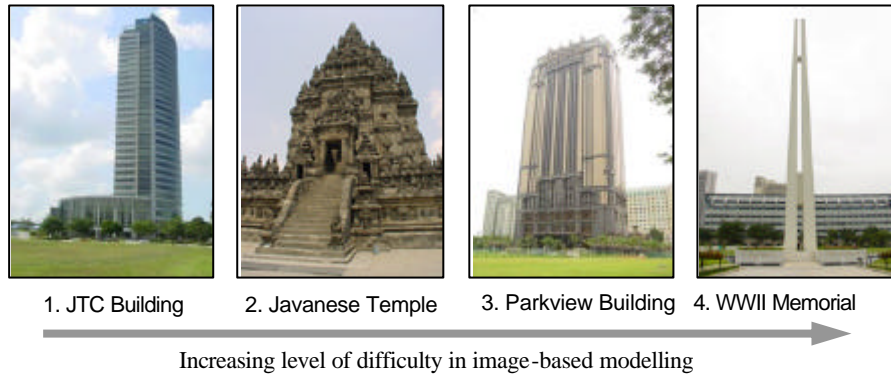 1. JTC Building
2. Javanese Temple
3. Parkview Building
4. WWII Memorial
Increasing level of difficulty in image-based modelling